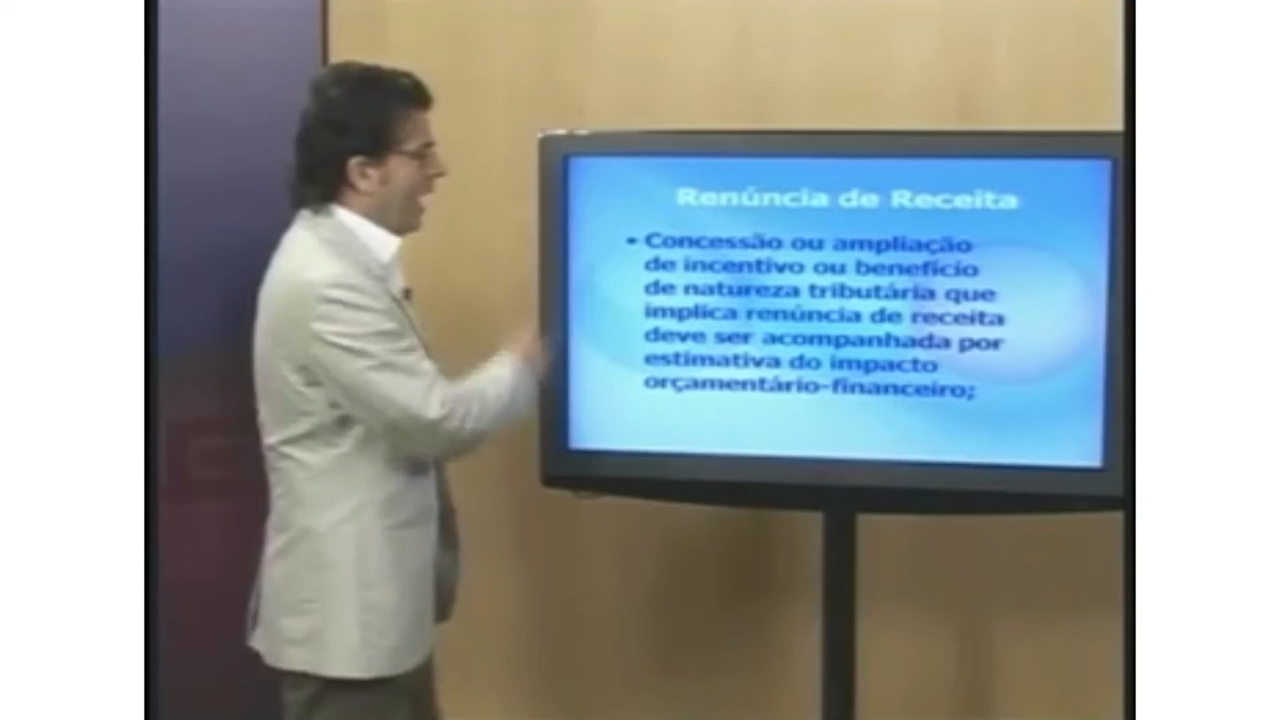 Renúncia de Receita
• Concessão ou ampliação
de incentivo ou benefício
de natureza tributária que
implica renúncia de receita
deve ser acompanhada por
estimativa do impacto
orçamentário-financeiro;